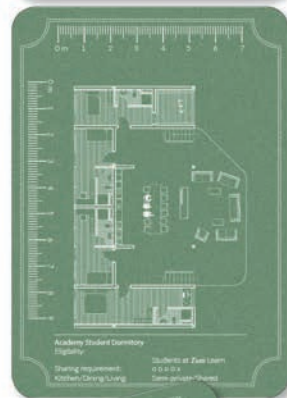 0m 1 2 3 4 5 6 7
Academy Student Dormitory
Eligibility:
Students at Zuo Learn
Sharing requirement:
Kitchen/Dining/Living
Semi-private/Shared